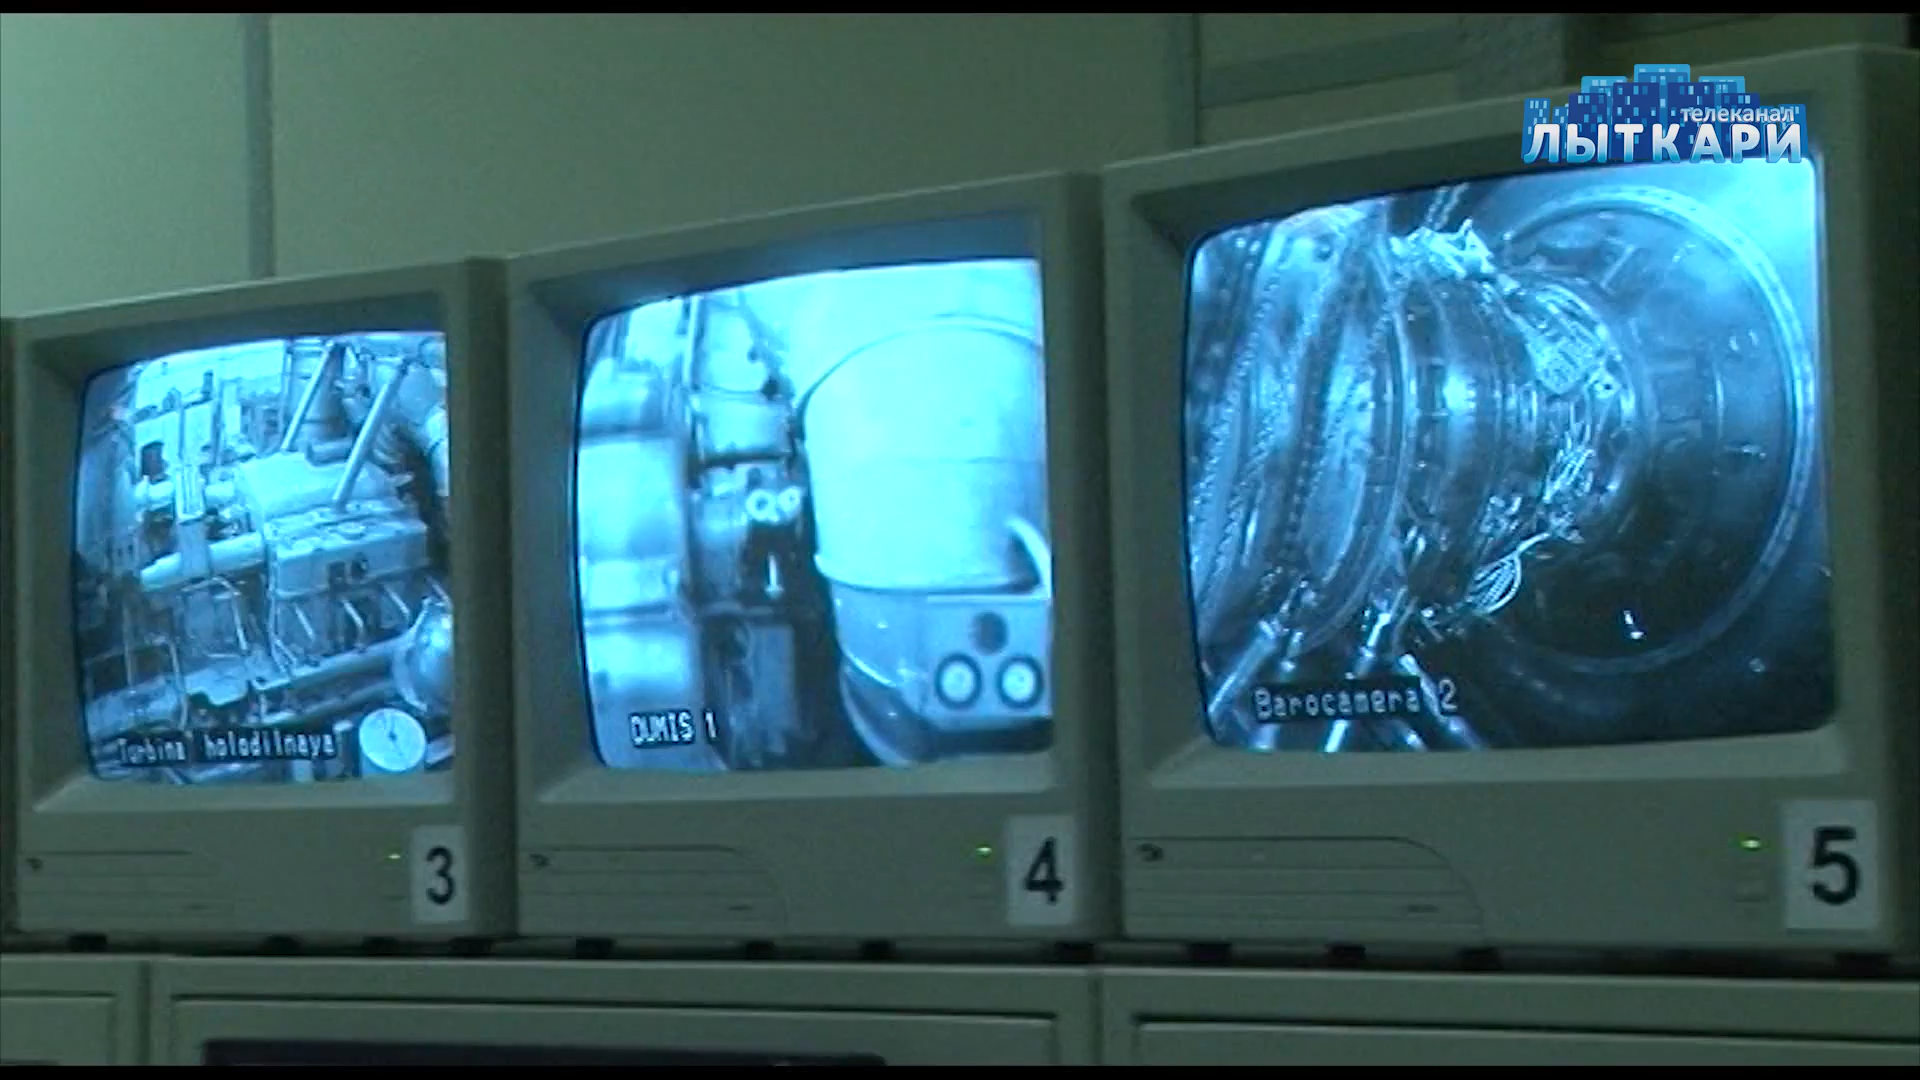 телеканал
ЛЫТКАРИ
Turbina holodilnaya
DUMIS 1
Barocamera 2
3
4
5